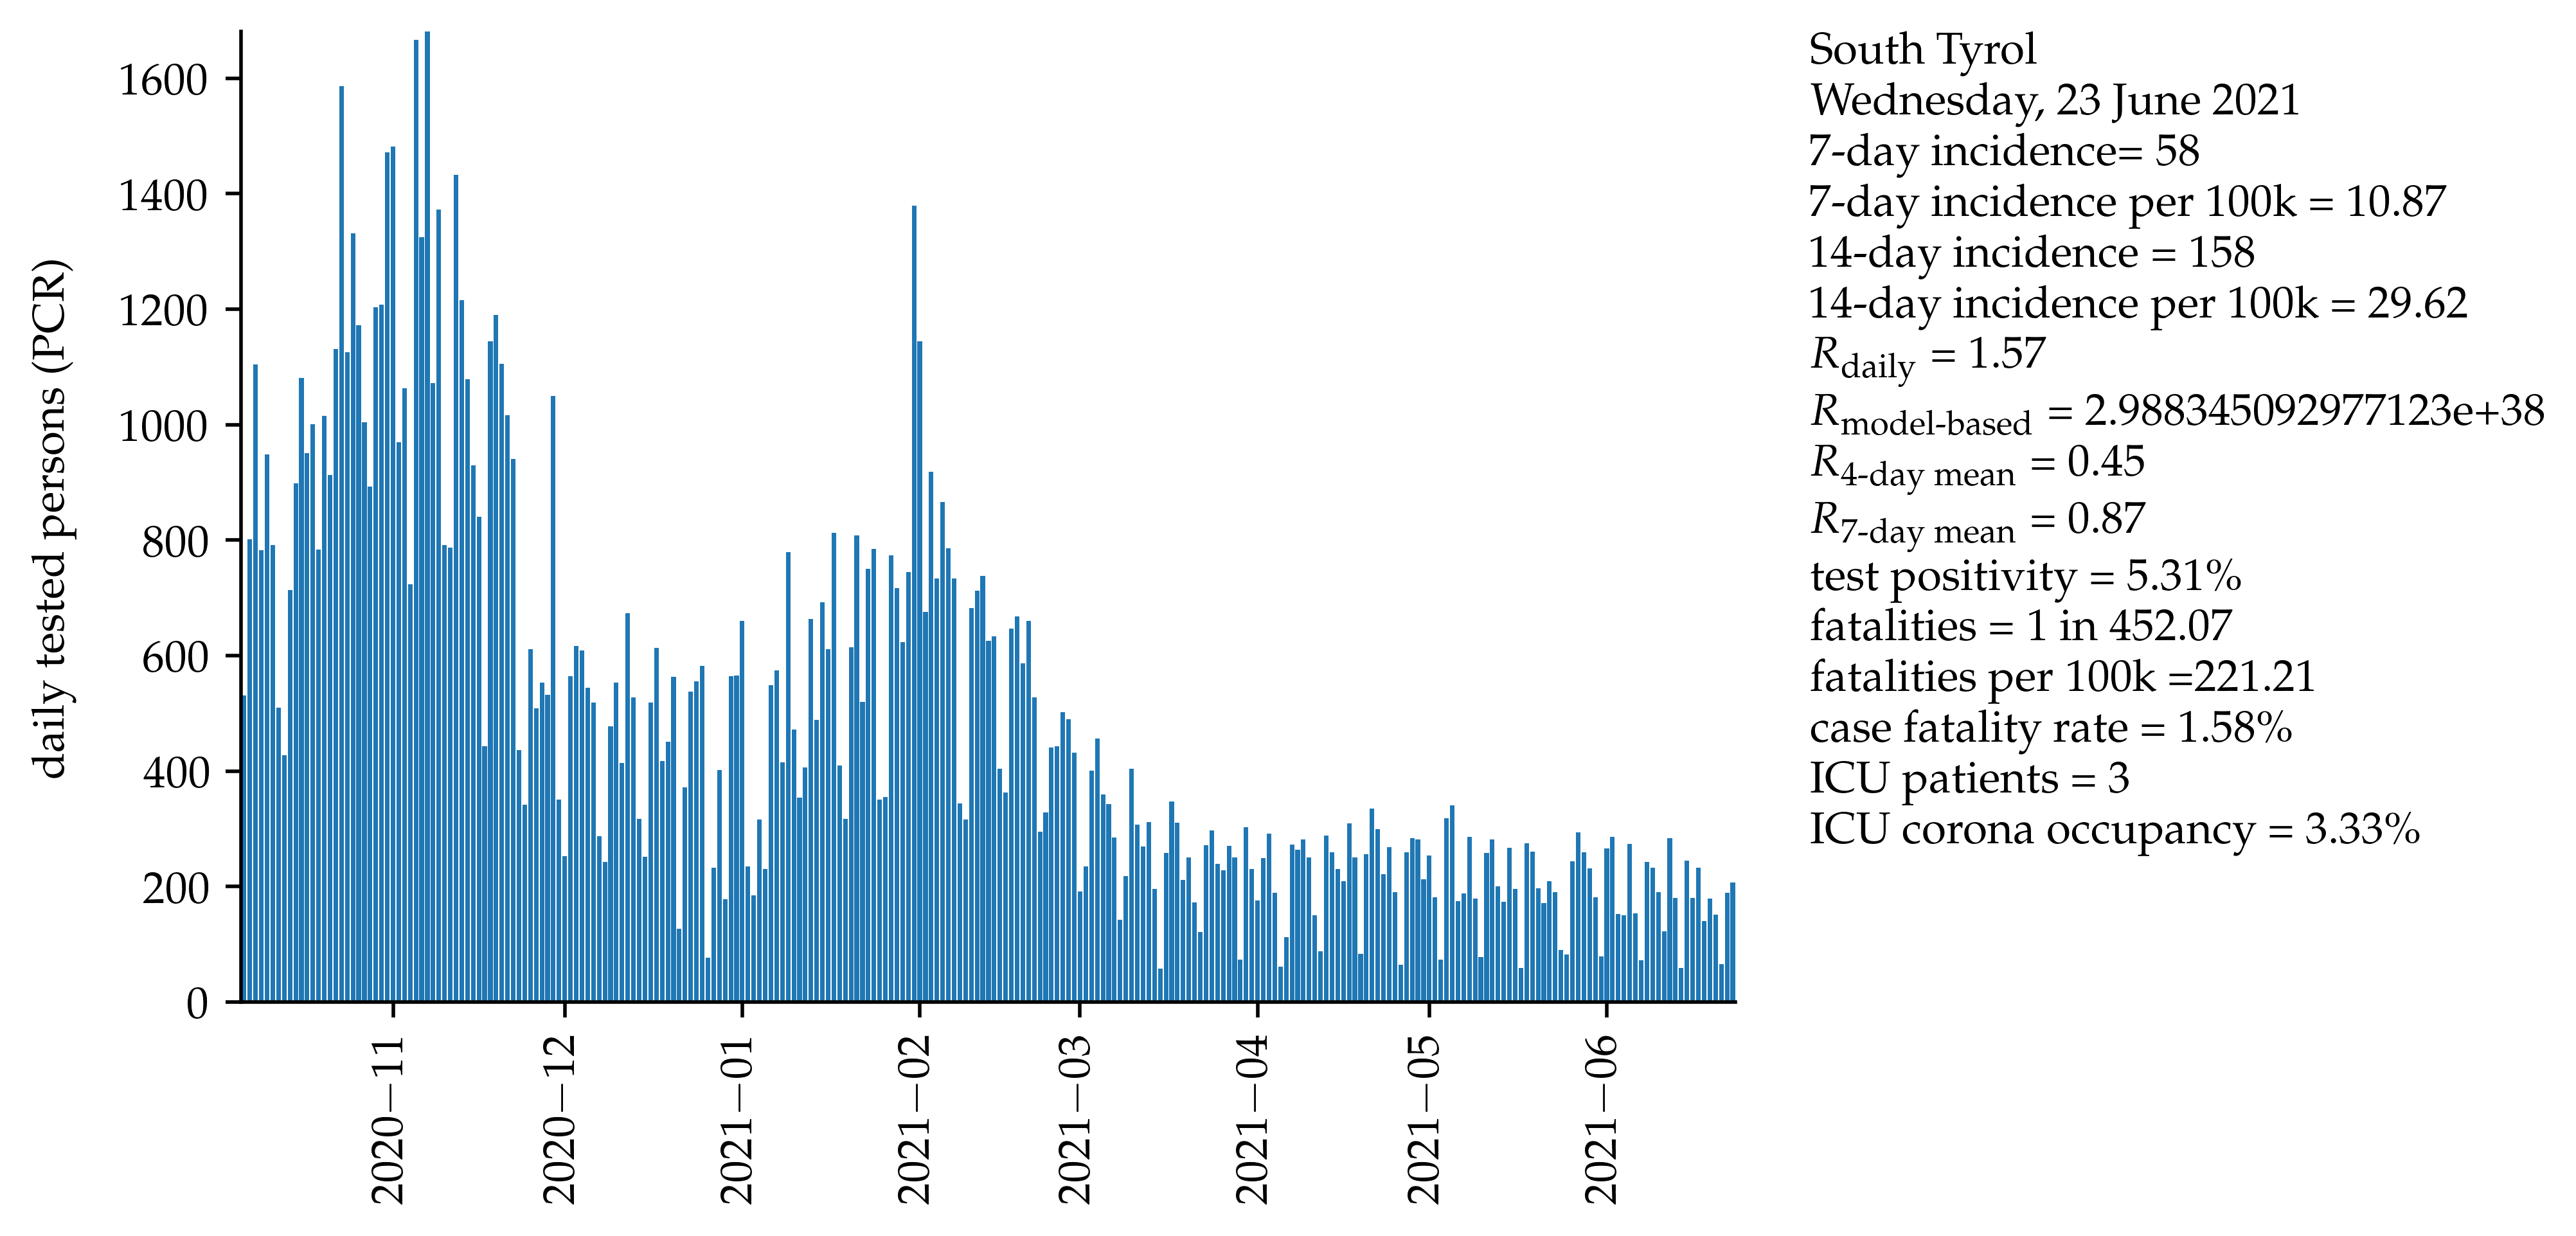 daily tested persons (PCR)
1600
1400
1200
1000
800
600
400
200
0
2020−11
2020−12
2021−01
2021−02
2021−03
2021−04
2021−05
2021−06
South Tyrol
Wednesday, 23 June 2021
7-day incidence= 58
7-day incidence per 100k = 10.87
14-day incidence = 158
14-day incidence per 100k = 29.62
Rdaily = 1.57
Rmodel-based = 2.988345092977123e+38
R4-day mean = 0.45
R7-day mean = 0.87
test positivity = 5.31%
fatalities = 1 in 452.07
fatalities per 100k =221.21
case fatality rate = 1.58%
ICU patients = 3
ICU corona occupancy = 3.33%